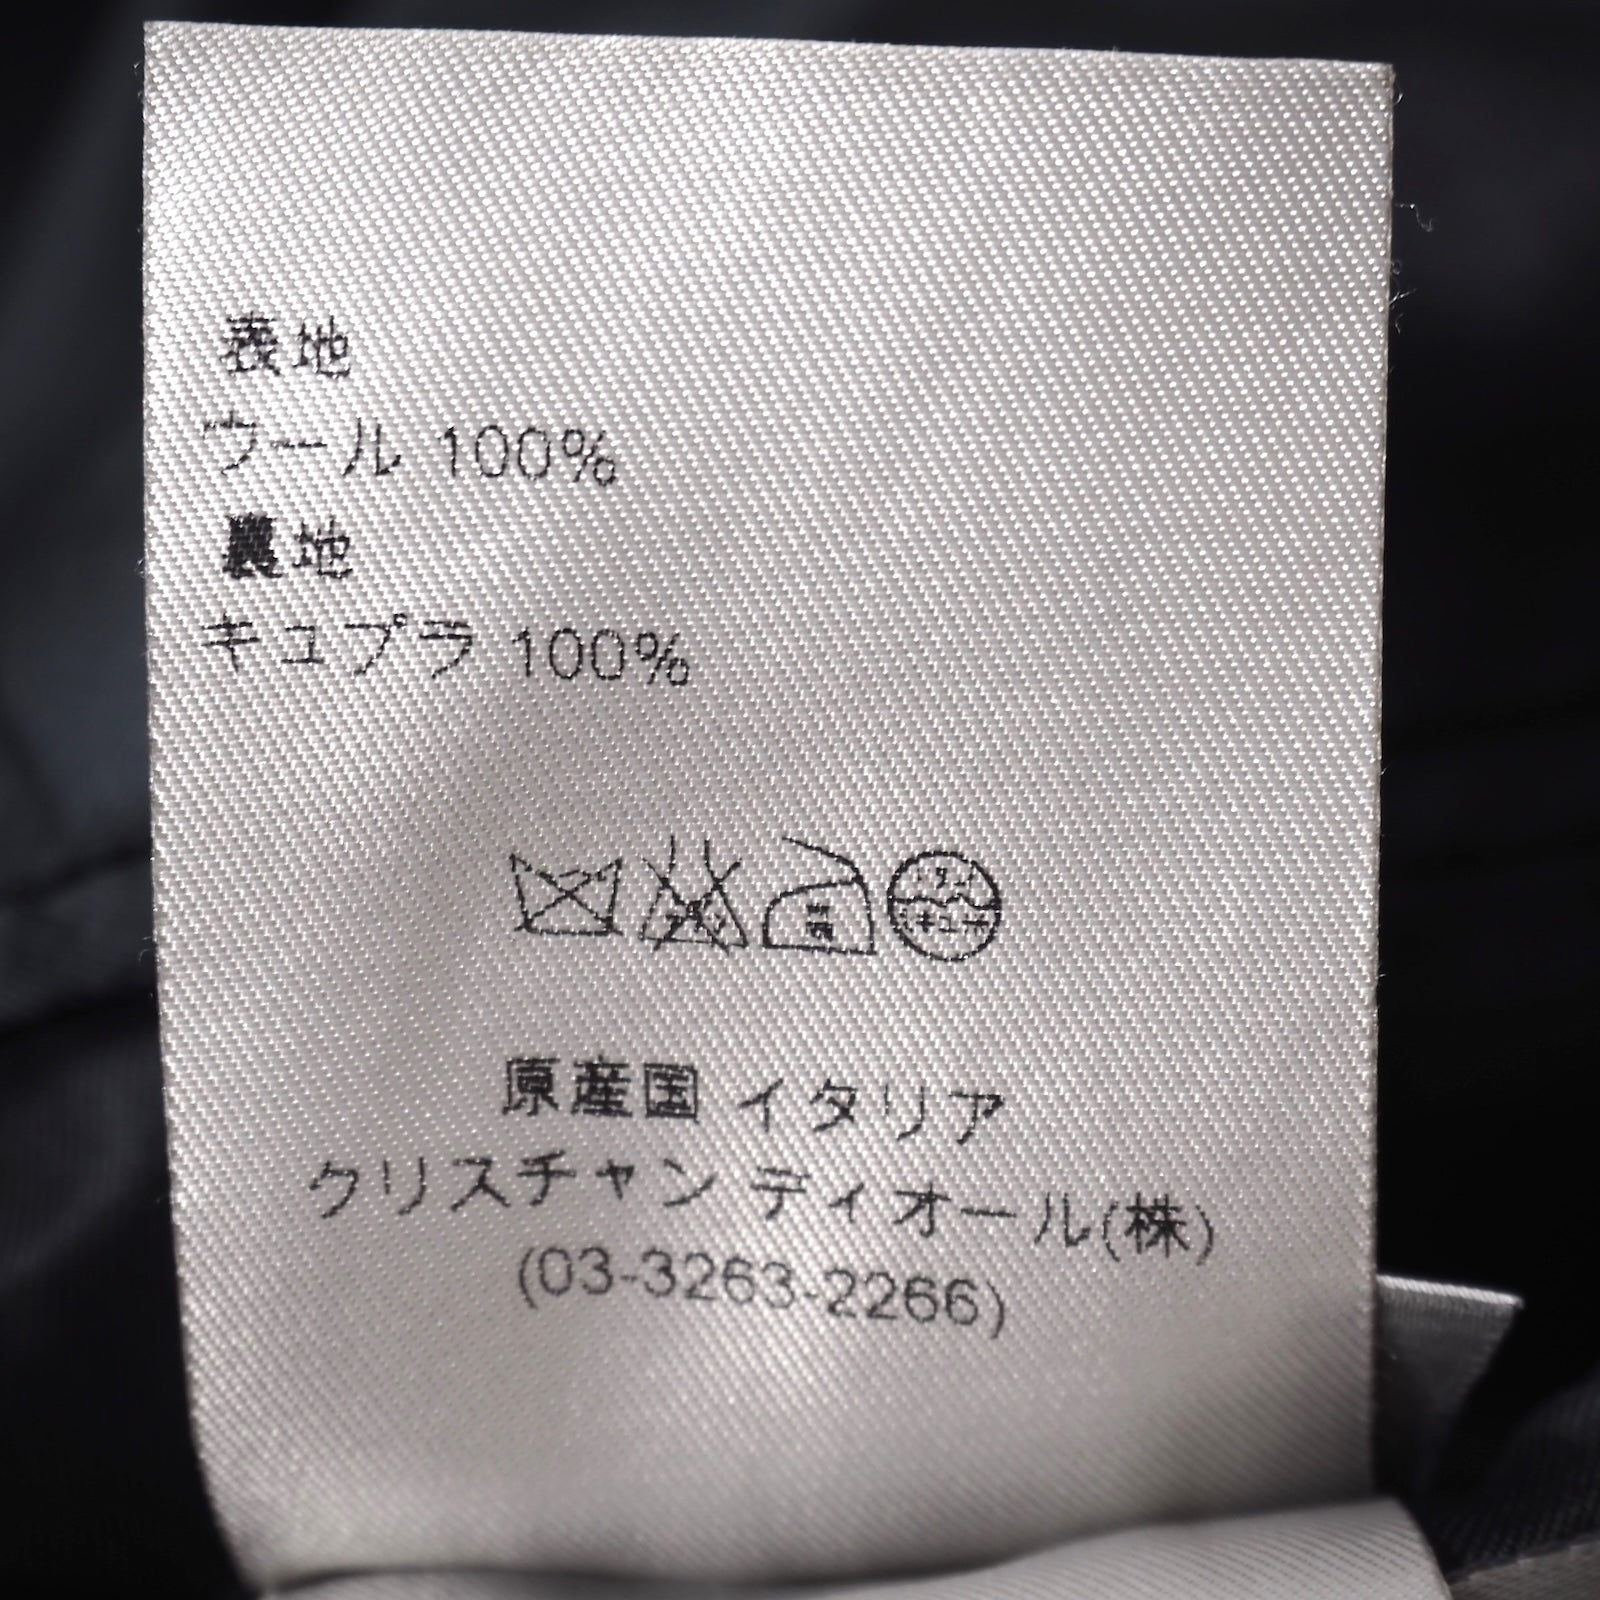 表地
ウール 100%
裏地
キュプラ 100%
原産国 イタリア
クリスチャン ディオール(株)
(03-3263-2266)